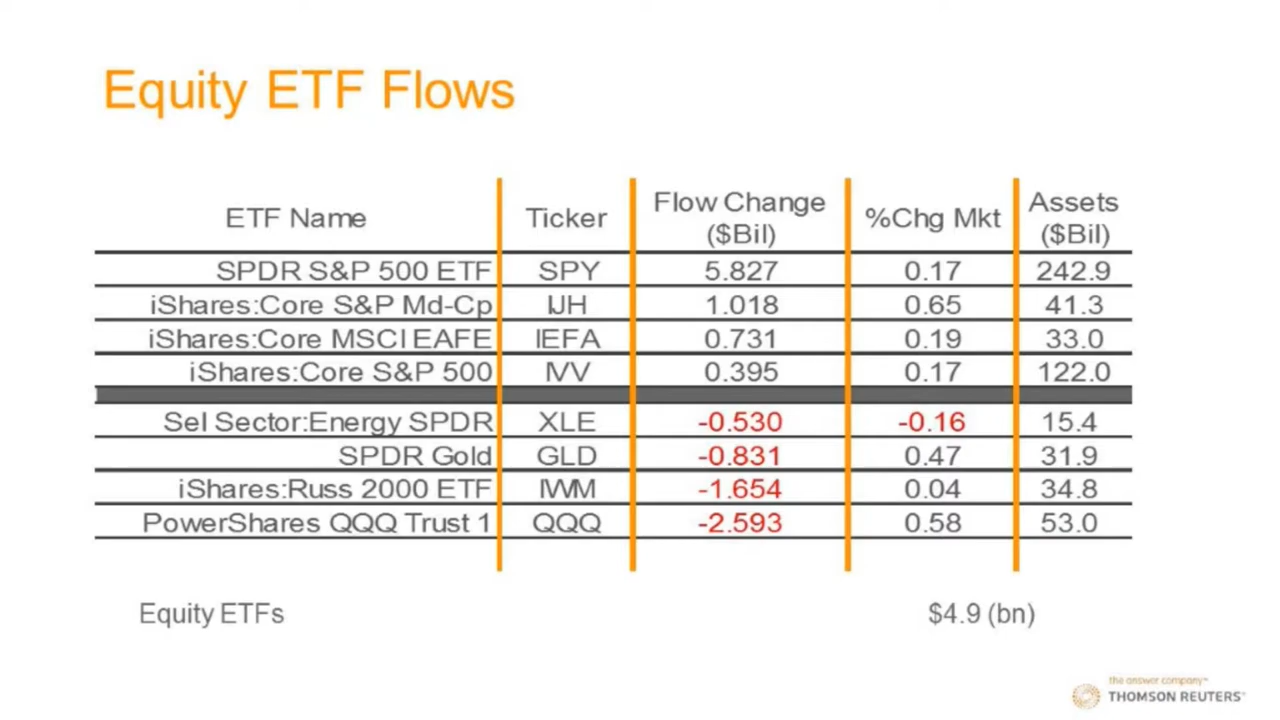 Equity ETF Flows
ETF Name Ticker Flow Change ($Bil) %Chg Mkt Assets ($Bil)
SPDR S&P 500 ETF SPY 5.827 0.17 242.9
iShares:Core S&P Md-Cp IJH 1.018 0.65 41.3
iShares:Core MSCI EAFE IEFA 0.731 0.19 33.0
iShares:Core S&P 500 IVV 0.395 0.17 122.0
Sel Sector:Energy SPDR XLE -0.530 -0.16 15.4
SPDR Gold GLD -0.831 0.47 31.9
iShares:Russ 2000 ETF IWM -1.654 0.04 34.8
PowerShares QQQ Trust 1 QQQ -2.593 0.58 53.0
Equity ETFs $4.9 (bn)
the answer company™
THOMSON REUTERS™